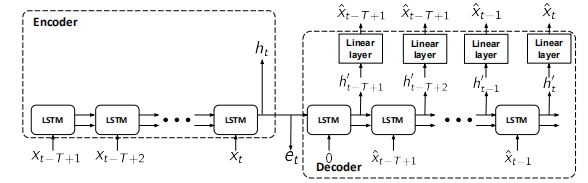 Encoder
x̂_{t−T+1} x̂_{t−T+1} x̂_{t−1} x̂_t
Linear layer Linear layer Linear layer Linear layer
h_t
h′_{t−T+1} h′_{t−T+2} h′_{t−1} h′_t
LSTM LSTM LSTM LSTM LSTM LSTM
x_{t−T+1} x_{t−T+2} x_t e_t 0 x̂_{t−T+1} x̂_{t−1}
Decoder